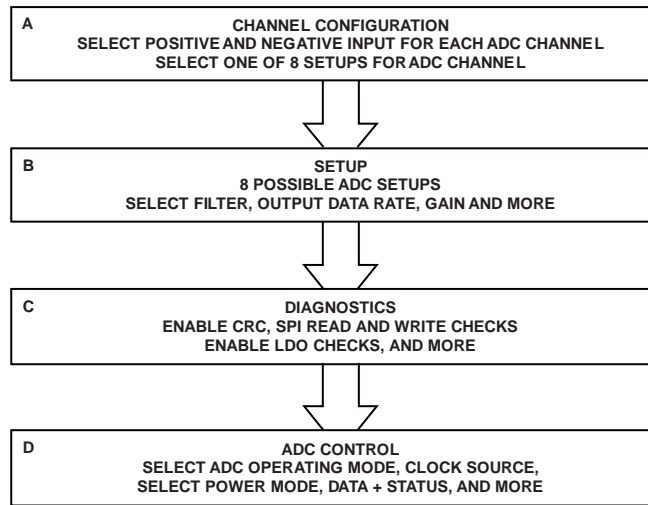 A
CHANNEL CONFIGURATION
SELECT POSITIVE AND NEGATIVE INPUT FOR EACH ADC CHANNEL
SELECT ONE OF 8 SETUPS FOR ADC CHANNEL
B
SETUP
8 POSSIBLE ADC SETUPS
SELECT FILTER, OUTPUT DATA RATE, GAIN AND MORE
C
DIAGNOSTICS
ENABLE CRC, SPI READ AND WRITE CHECKS
ENABLE LDO CHECKS, AND MORE
D
ADC CONTROL
SELECT ADC OPERATING MODE, CLOCK SOURCE,
SELECT POWER MODE, DATA + STATUS, AND MORE